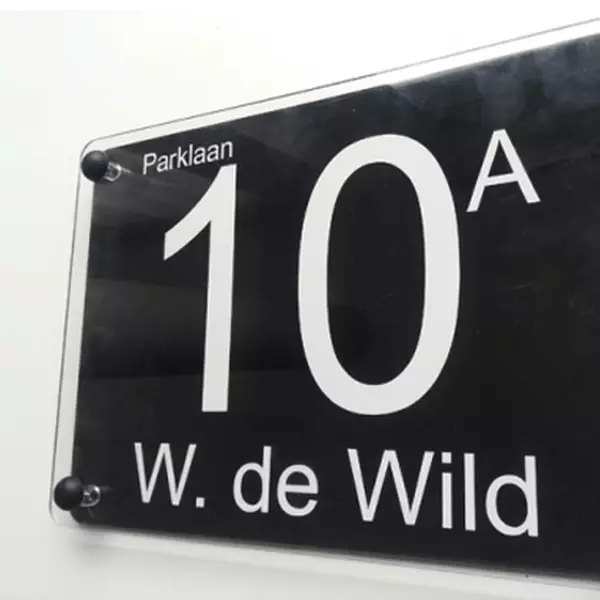 Parklaan
10A
W. de Wild